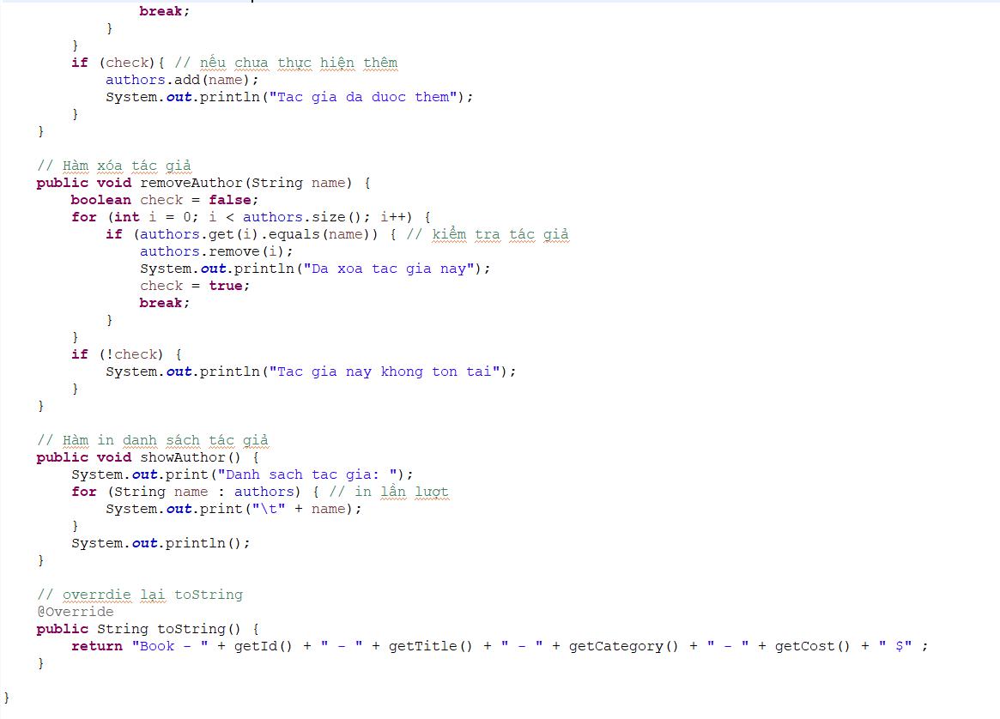 break;
}
}
if (check){ // nếu chưa thực hiện thêm
authors.add(name);
System.out.println("Tac gia da duoc them");
}
}
// Hàm xóa tác giả
public void removeAuthor(String name) {
boolean check = false;
for (int i = 0; i < authors.size(); i++) {
if (authors.get(i).equals(name)) { // kiểm tra tác giả
authors.remove(i);
System.out.println("Da xoa tac gia nay");
check = true;
break;
}
}
if (!check) {
System.out.println("Tac gia nay khong ton tai");
}
}
// Hàm in danh sách tác giả
public void showAuthor() {
System.out.print("Danh sach tac gia: ");
for (String name : authors) { // in lần lượt
System.out.print("\t" + name);
}
System.out.println();
}
// overrdie lại toString
@Override
public String toString() {
return "Book - " + getId() + " - " + getTitle() + " - " + getCategory() + " - " + getCost() + " $" ;
}
}